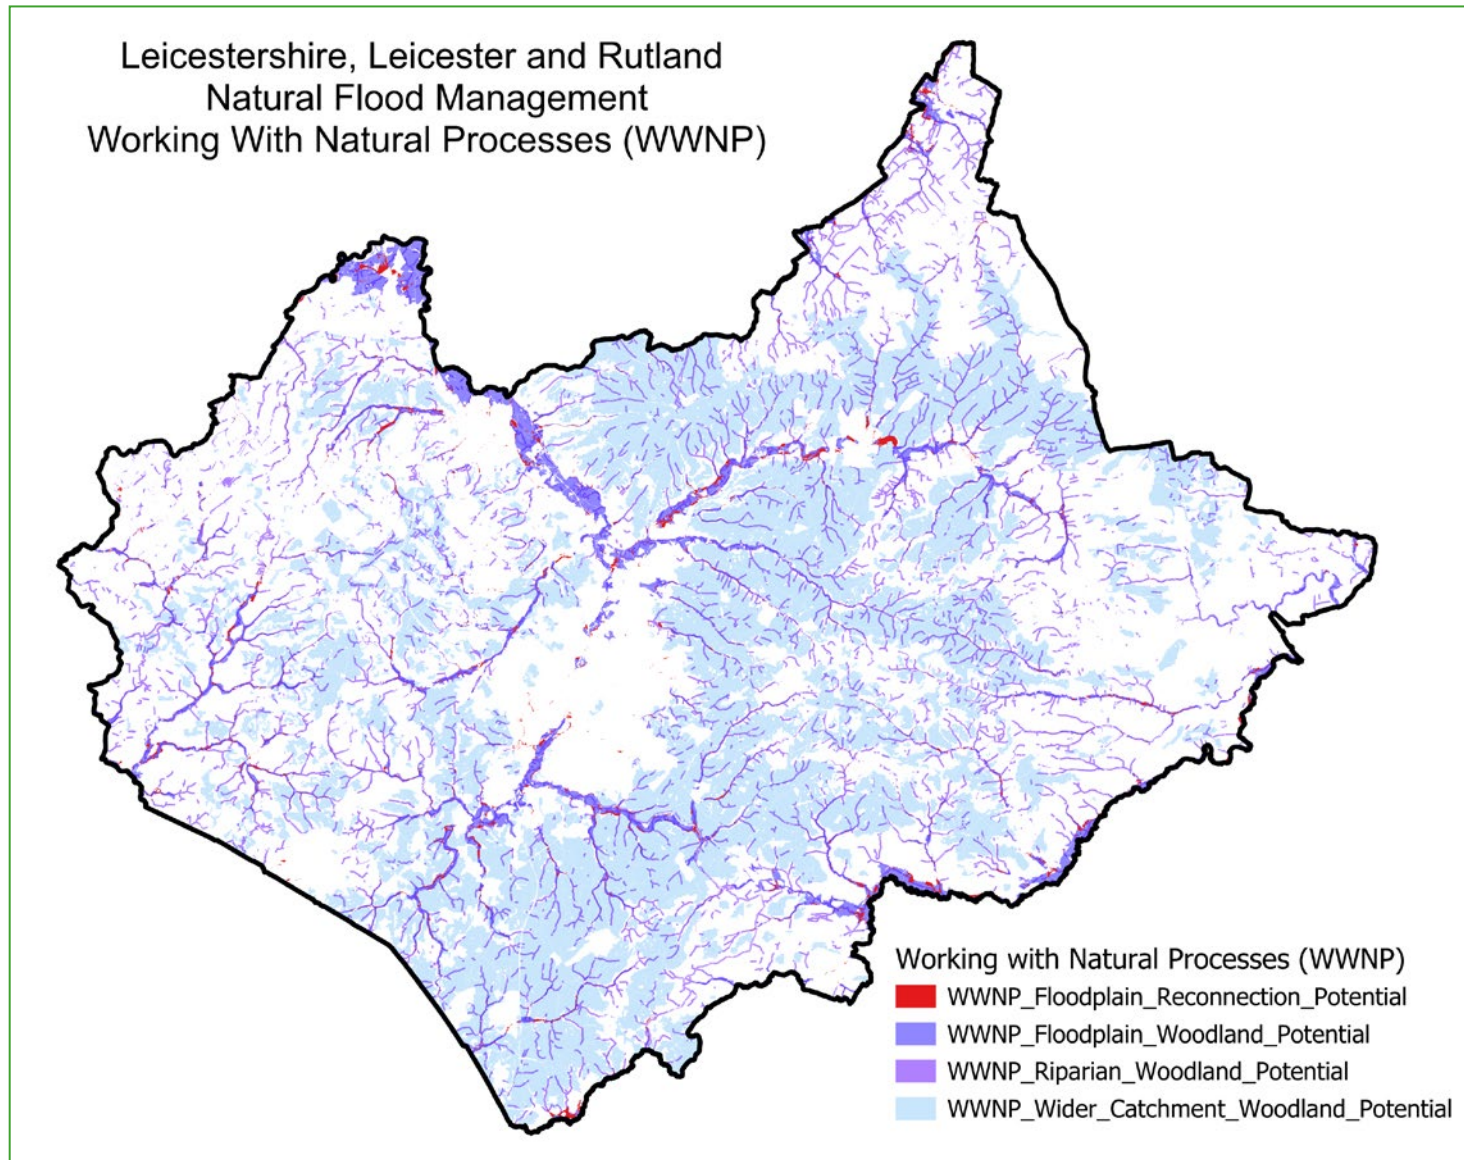 Leicestershire, Leicester and Rutland
Natural Flood Management
Working With Natural Processes (WWNP)
Working with Natural Processes (WWNP)
WWNP_Floodplain_Reconnection_Potential
WWNP_Floodplain_Woodland_Potential
WWNP_Riparian_Woodland_Potential
WWNP_Wider_Catchment_Woodland_Potential